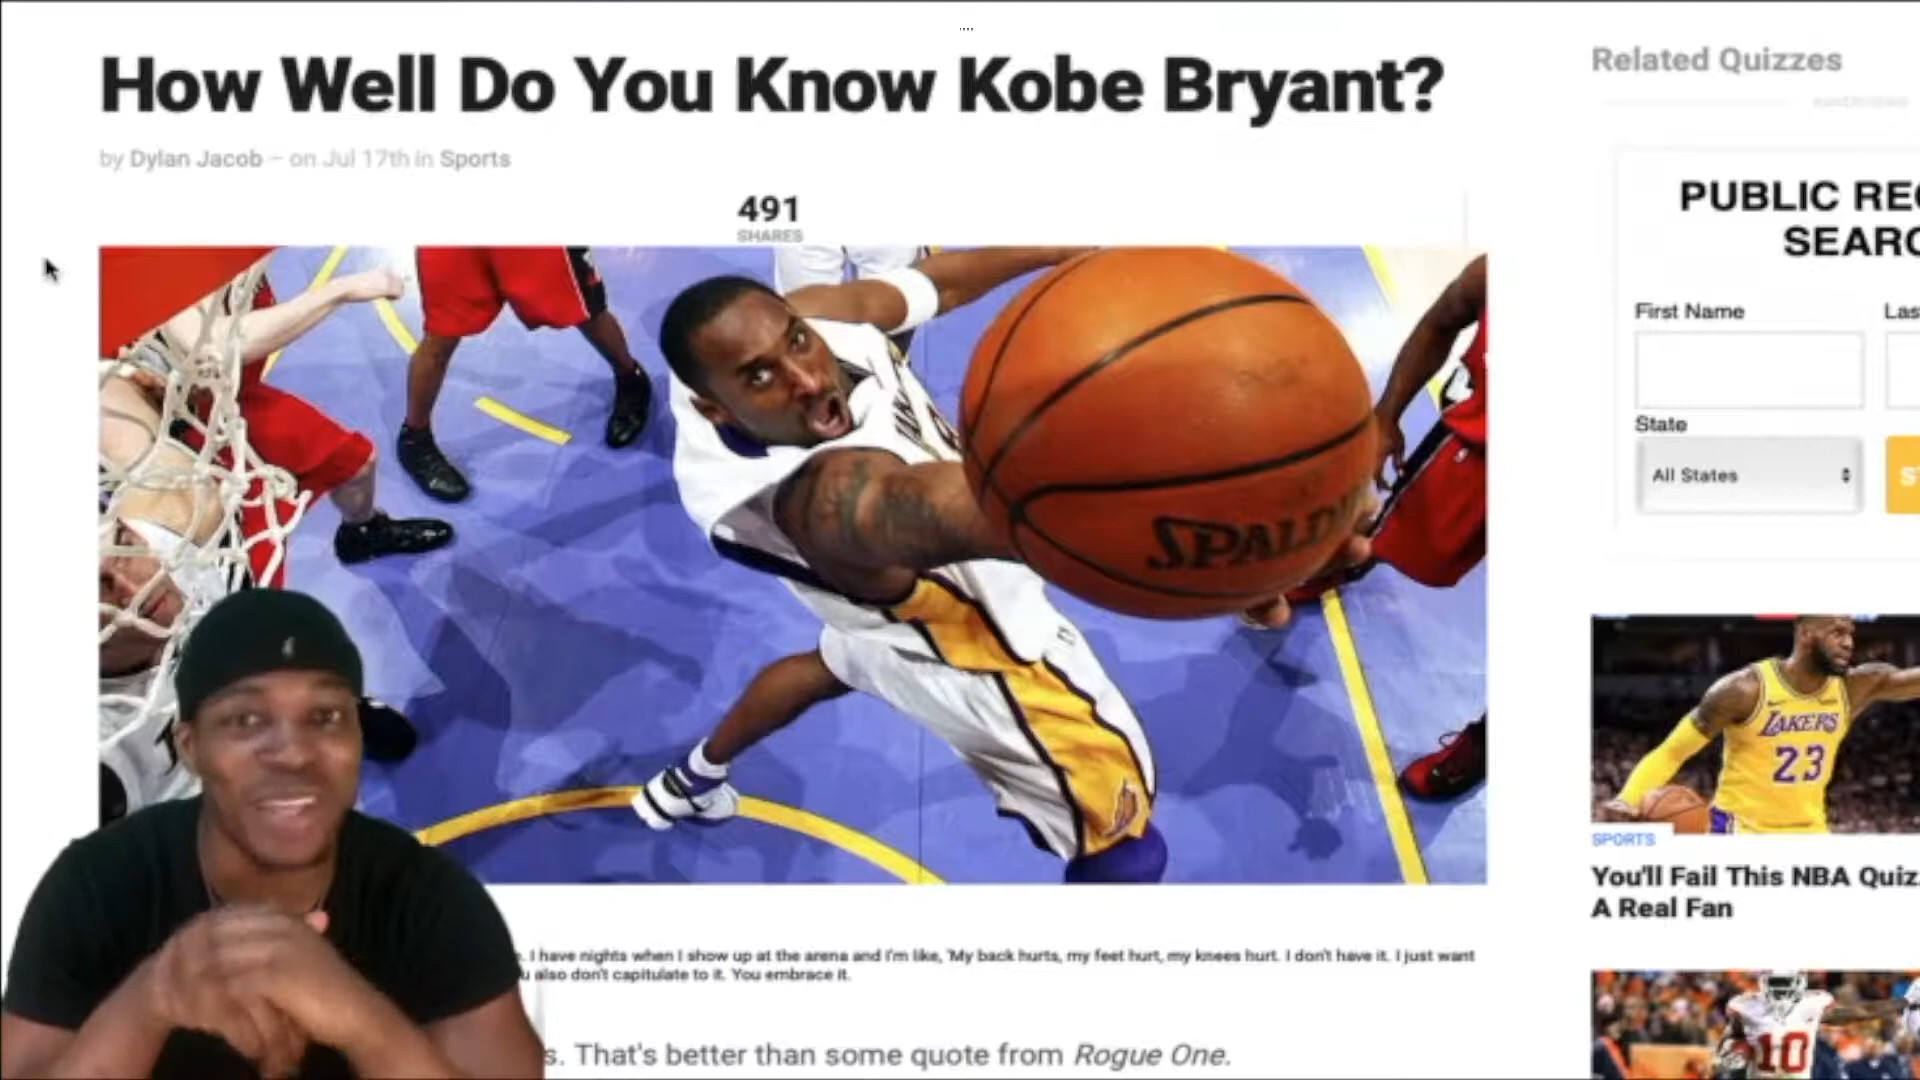 How Well Do You Know Kobe Bryant?
by Dylan Jacob – on Jul 17th in Sports
491
SHARES
SPALD
. I have nights when I show up at the arena and I'm like, 'My back hurts, my feet hurt, my knees hurt. I don't have it. I just want
u also don't capitulate to it. You embrace it.
s. That's better than some quote from Rogue One.
Related Quizzes
PUBLIC REC
SEARC
First Name
Las
State
All States
ST
LAKERS
23
SPORTS
You'll Fail This NBA Quiz
A Real Fan
10